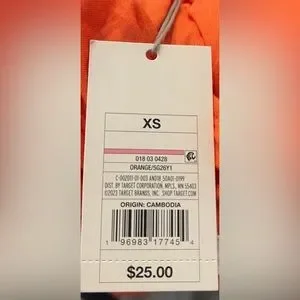 XS
018 03 0428
ORANGE/SG26Y1
DIST. BY TARGET CORPORATION, MPLS, MN 55403
©2023 TARGET BRANDS, INC. SHOP TARGET.COM
ORIGIN: CAMBODIA
1 96983 17745 4
$25.00